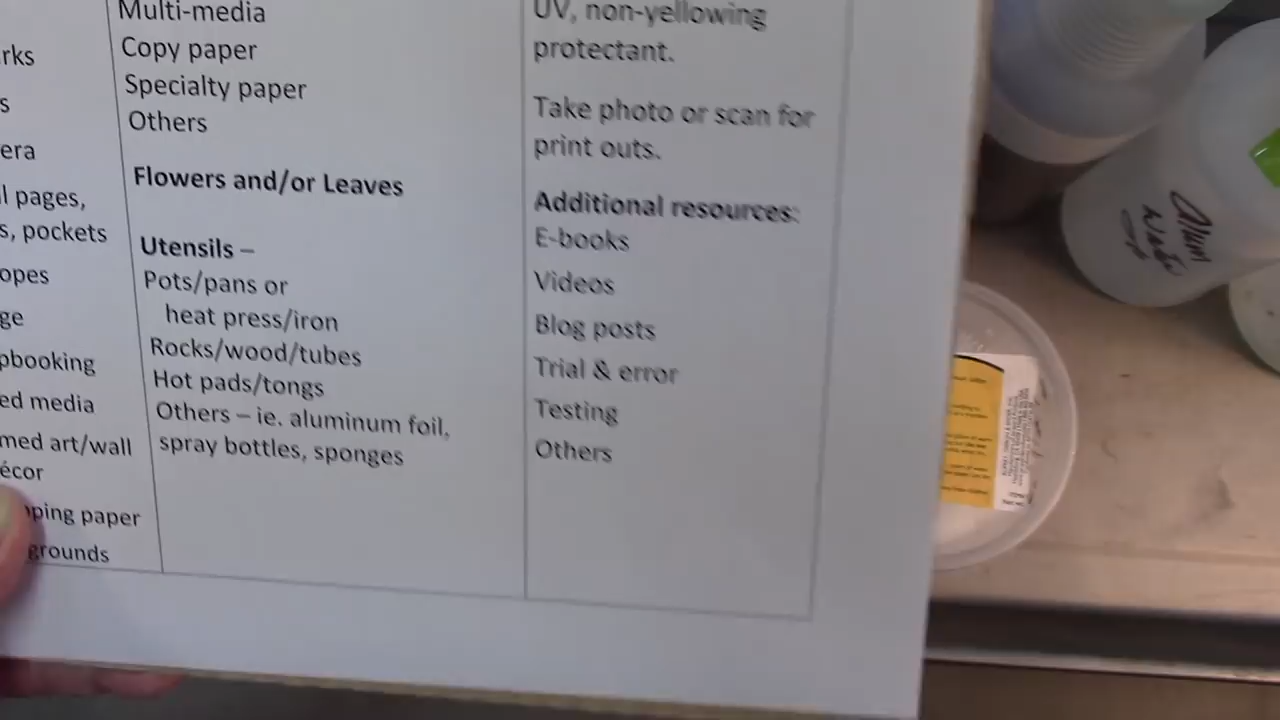 rks
s
era
l pages,
s, pockets
opes
ge
pbooking
ed media
med art/wall
écor
ping paper
grounds
Multi-media
Copy paper
Specialty paper
Others
Flowers and/or Leaves
Utensils –
Pots/pans or
heat press/iron
Rocks/wood/tubes
Hot pads/tongs
Others – ie. aluminum foil,
spray bottles, sponges
UV, non-yellowing
protectant.
Take photo or scan for
print outs.
Additional resources:
E-books
Videos
Blog posts
Trial & error
Testing
Others
Alum
Water